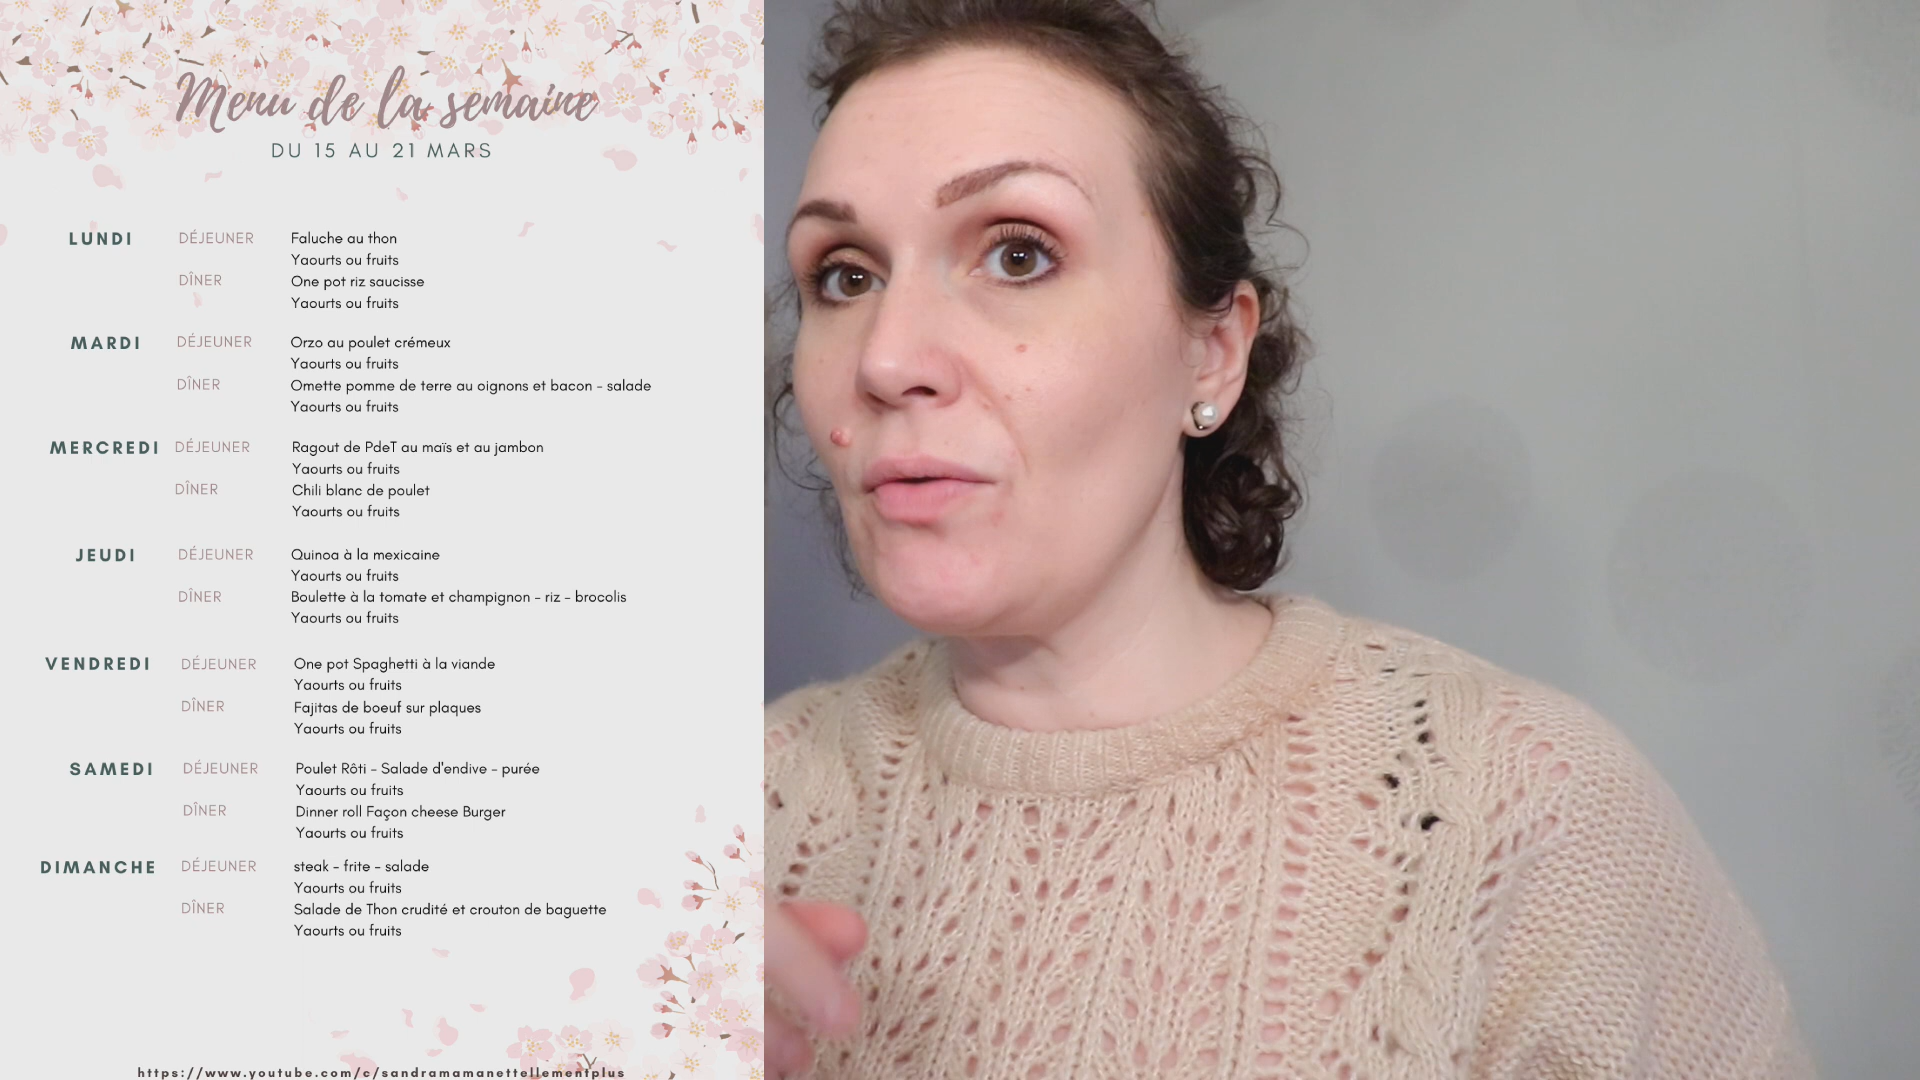 Menu de la semaine
DU 15 AU 21 MARS
LUNDI DÉJEUNER Faluche au thon
Yaourts ou fruits
DÎNER One pot riz saucisse
Yaourts ou fruits
MARDI DÉJEUNER Orzo au poulet crémeux
Yaourts ou fruits
DÎNER Omette pomme de terre au oignons et bacon - salade
Yaourts ou fruits
MERCREDI DÉJEUNER Ragout de PdeT au maïs et au jambon
Yaourts ou fruits
DÎNER Chili blanc de poulet
Yaourts ou fruits
JEUDI DÉJEUNER Quinoa à la mexicaine
Yaourts ou fruits
DÎNER Boulette à la tomate et champignon - riz - brocolis
Yaourts ou fruits
VENDREDI DÉJEUNER One pot Spaghetti à la viande
Yaourts ou fruits
DÎNER Fajitas de boeuf sur plaques
Yaourts ou fruits
SAMEDI DÉJEUNER Poulet Rôti - Salade d'endive - purée
Yaourts ou fruits
DÎNER Dinner roll Façon cheese Burger
Yaourts ou fruits
DIMANCHE DÉJEUNER steak - frite - salade
Yaourts ou fruits
DÎNER Salade de Thon crudité et crouton de baguette
Yaourts ou fruits
https://www.youtube.com/c/sandramamanettellementplus